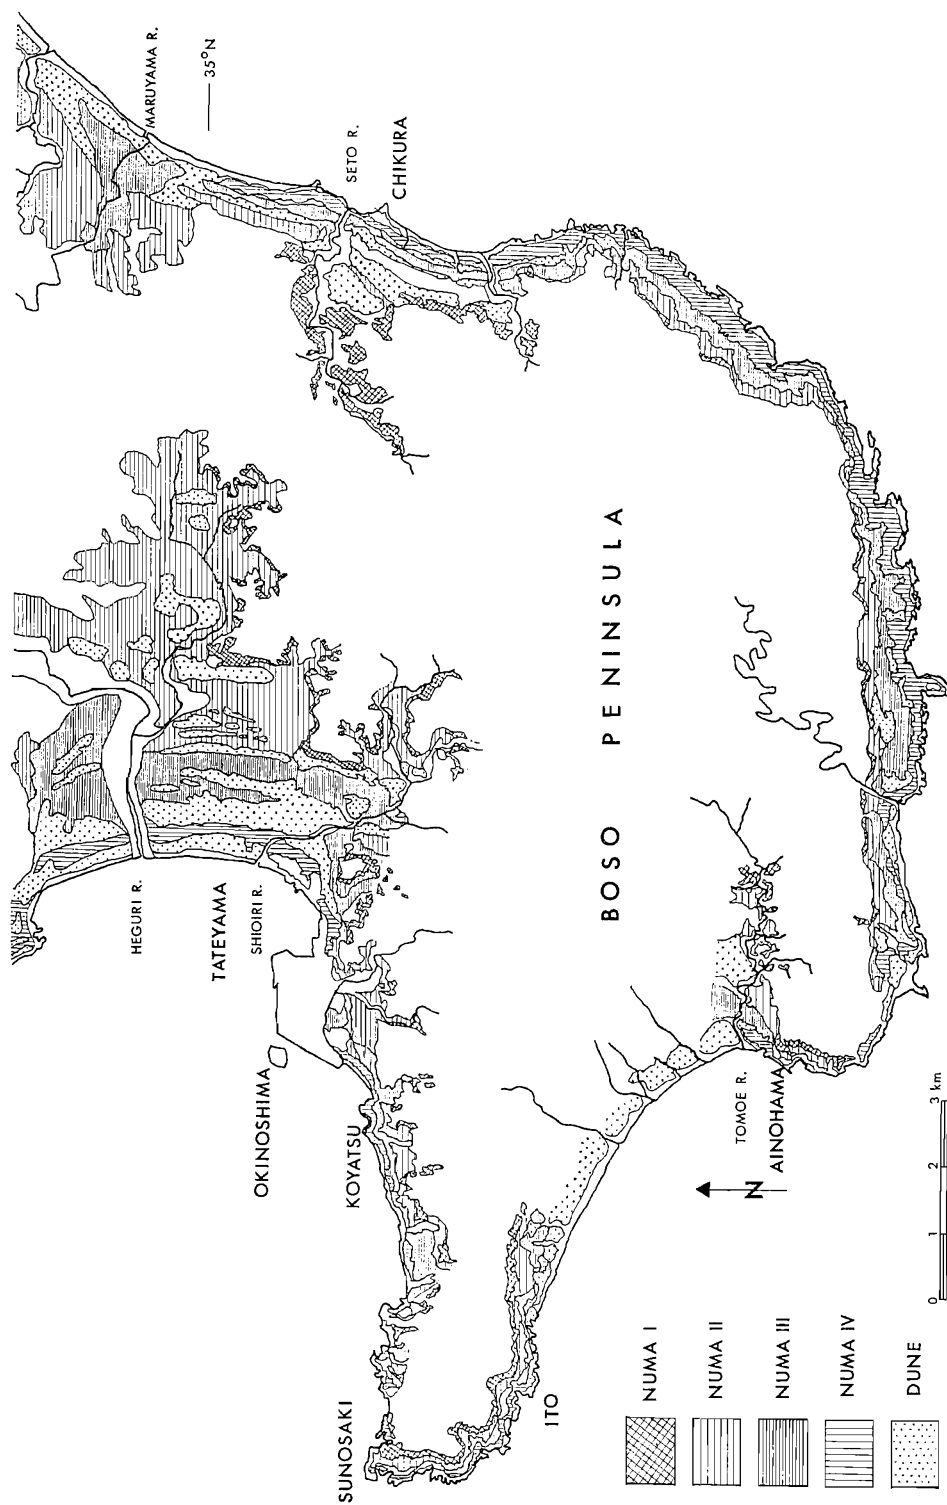 MARUYAMA R.
35°N
SETO R.
CHIKURA
HEGURI R.
TATEYAMA
SHIOIRI R.
OKINOSHIMA
KOYATSU
SUNOSAKI
ITO
BOSO PENINSULA
TOMOE R.
AINOHAMA
N
0 1 2 3 km
NUMA I
NUMA II
NUMA III
NUMA IV
DUNE